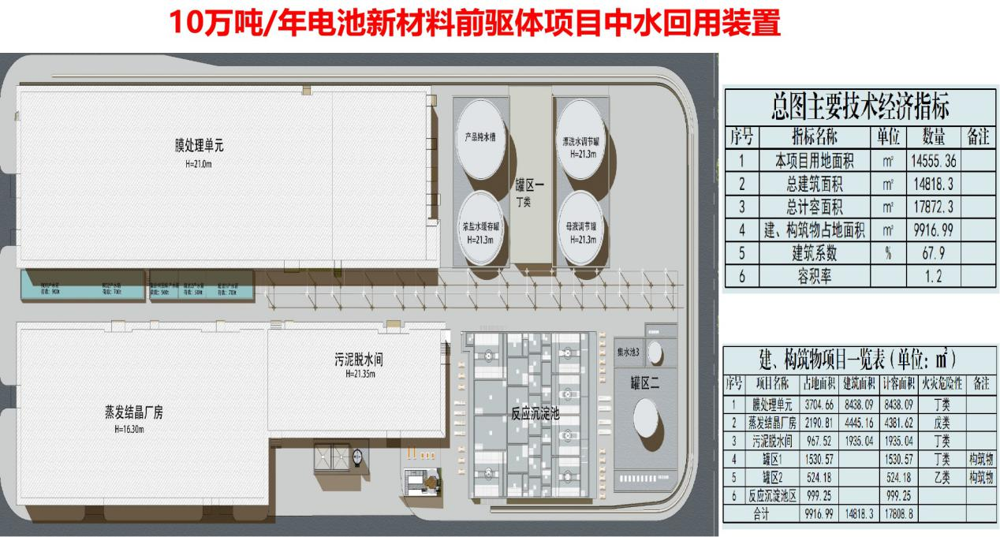 10万吨/年电池新材料前驱体项目中水回用装置
膜处理单元
H=21.0m
产品纯水槽
漂洗水调节罐
H=21.3m
罐区一
丁类
浓盐水缓存罐
H=21.3m
母液调节罐
H=21.3m
荷载:900t
荷载:700t
荷载:500t
荷载:500t
荷载:700t
污泥脱水间
H=21.35m
蒸发结晶厂房
H=16.30m
反应沉淀池
集水池3
罐区二
总图主要技术经济指标
序号 指标名称 单位 数量 备注
1 本项目用地面积 ㎡ 14555.36
2 总建筑面积 ㎡ 14818.3
3 总计容面积 ㎡ 17872.3
4 建、构筑物占地面积 ㎡ 9916.99
5 建筑系数 % 67.9
6 容积率 1.2
建、构筑物项目一览表(单位: ㎡)
序号 项目名称 占地面积 建筑面积 计容面积 火灾危险性 备注
1 膜处理单元 3704.66 8438.09 8438.09 丁类
2 蒸发结晶厂房 2190.81 4445.16 4381.62 戊类
3 污泥脱水间 967.52 1935.04 1935.04 丁类
4 罐区1 1530.57 1530.57 丁类 构筑物
5 罐区2 524.18 524.18 乙类 构筑物
6 反应沉淀池区 999.25 999.25
合计 9916.99 14818.3 17808.8